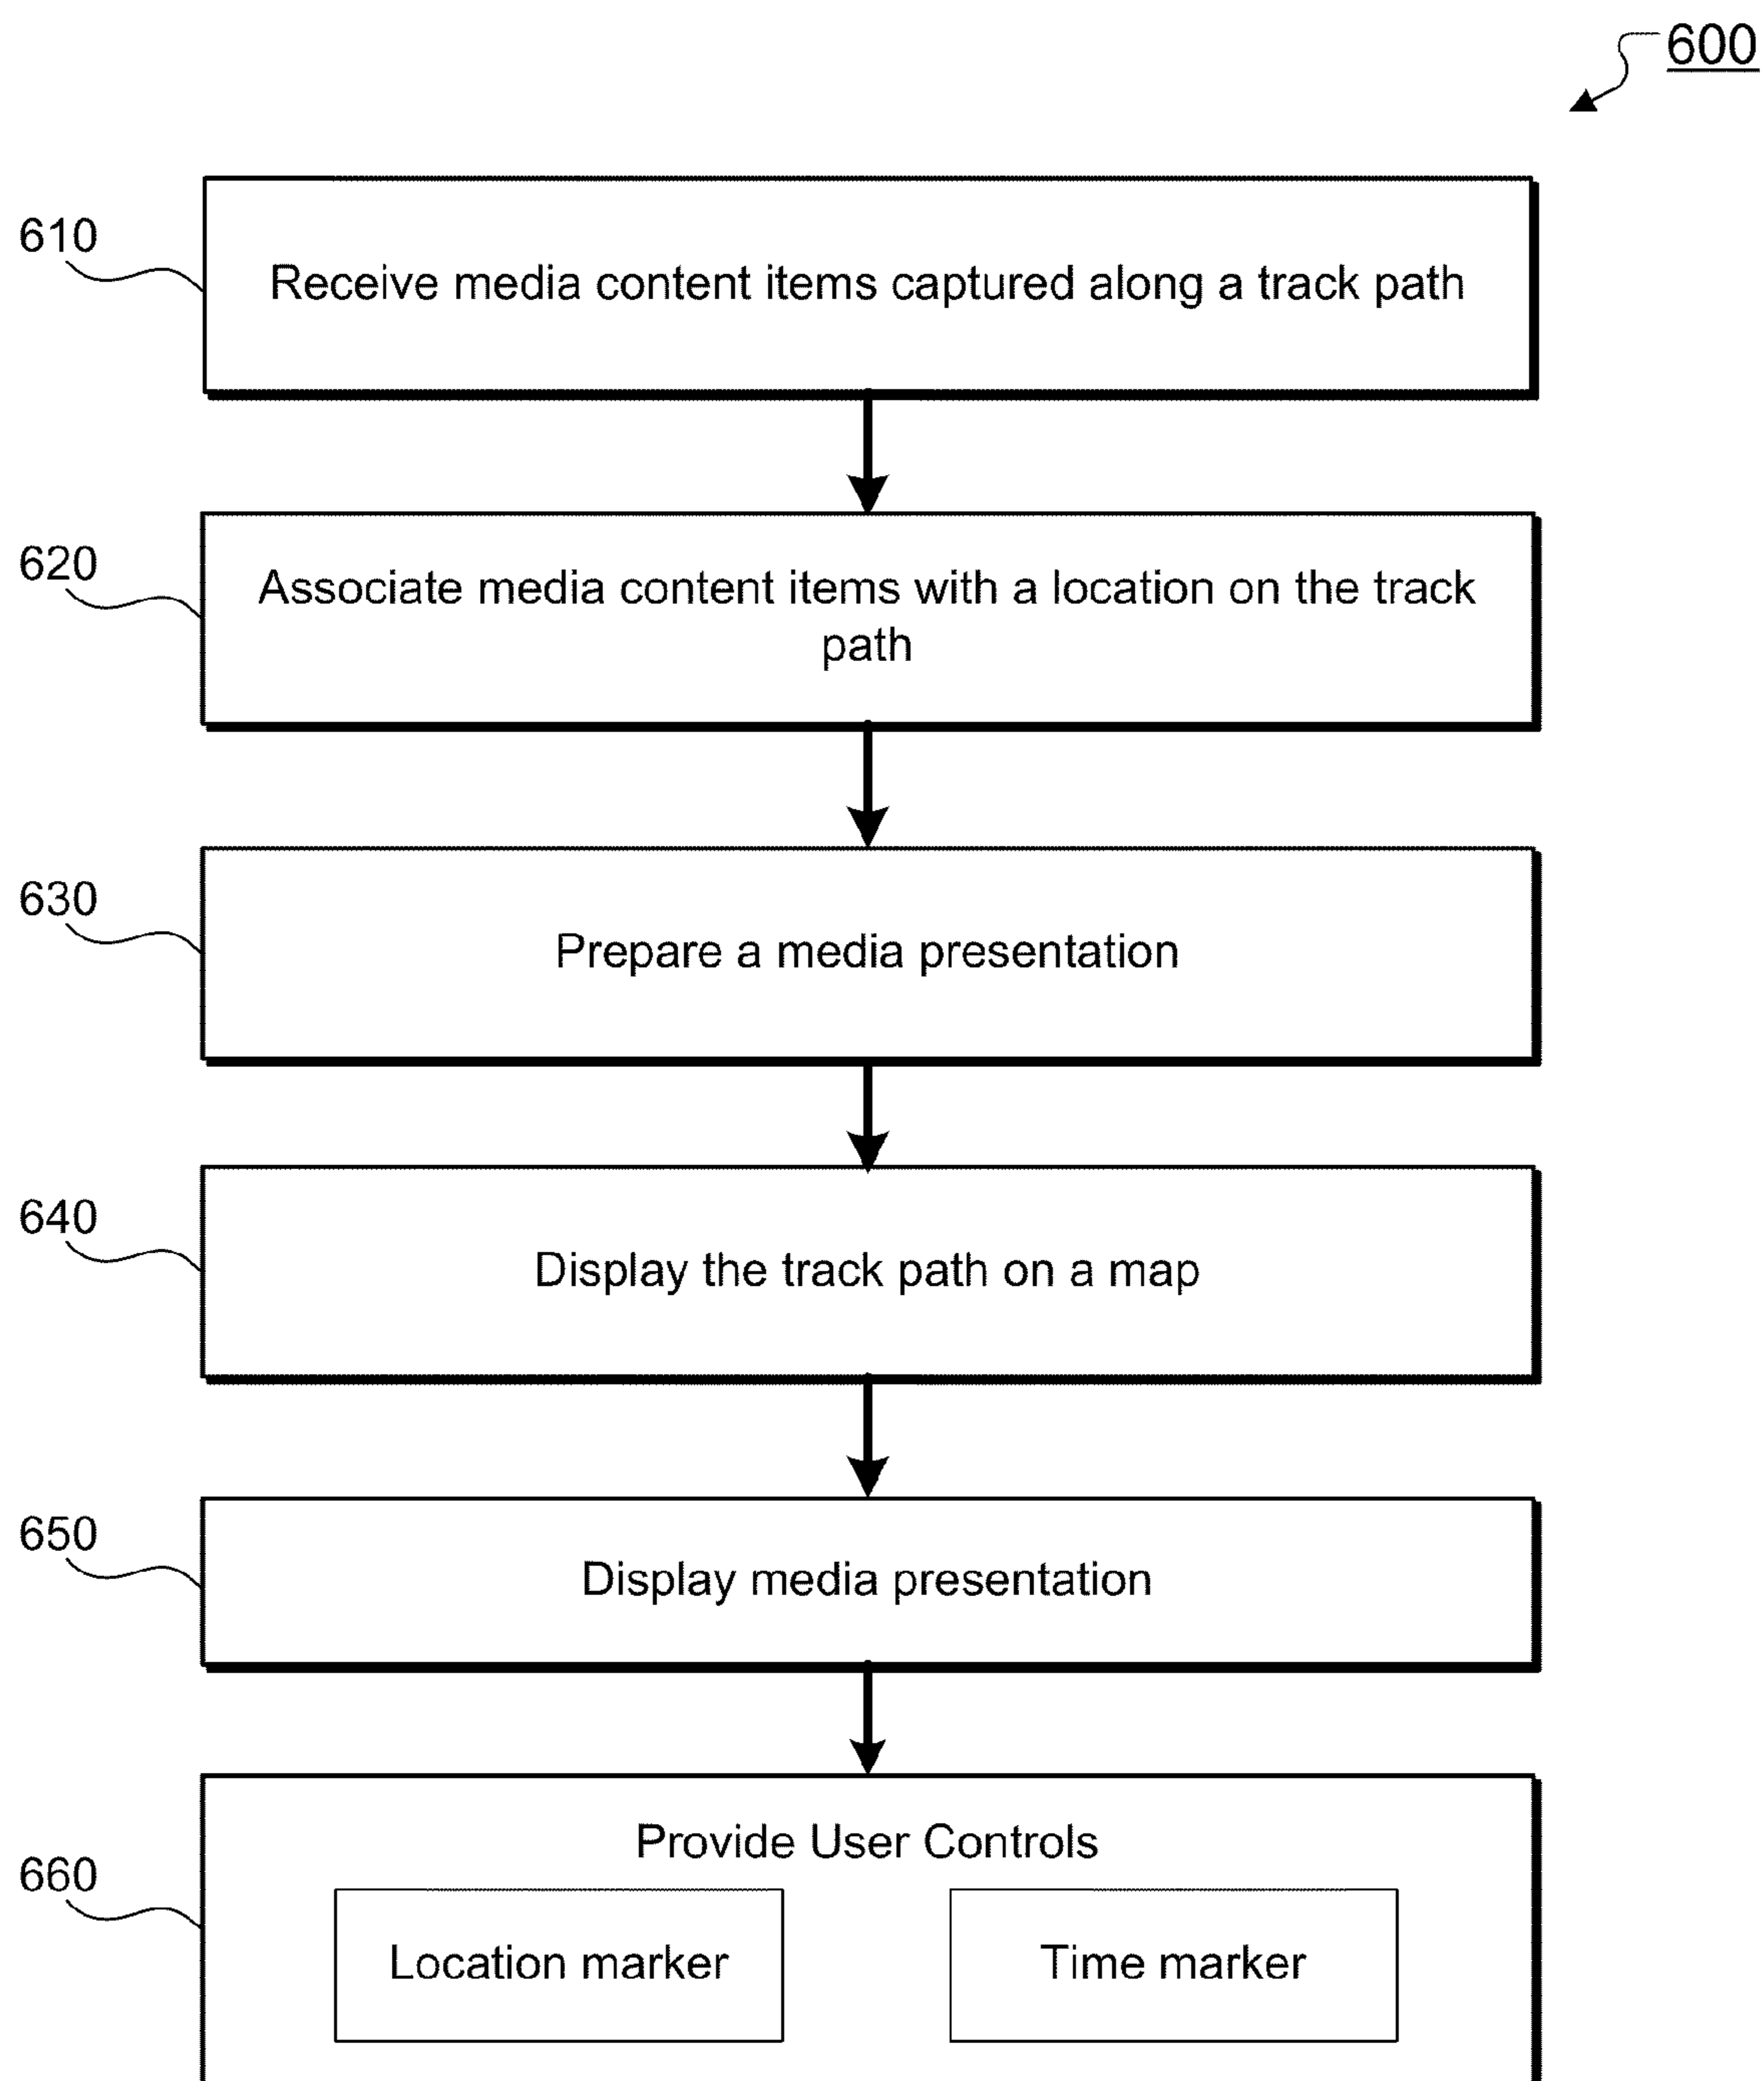 600
610
Receive media content items captured along a track path
620
Associate media content items with a location on the track
path
630
Prepare a media presentation
640
Display the track path on a map
650
Display media presentation
660
Provide User Controls
Location marker
Time marker